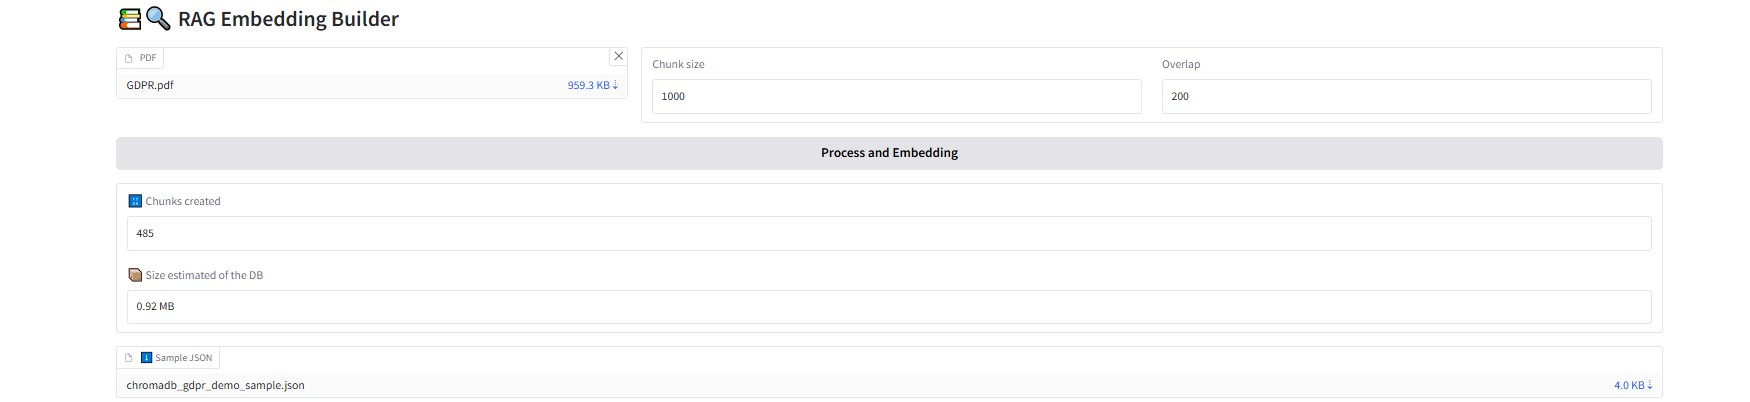 RAG Embedding Builder
PDF
GDPR.pdf 959.3 KB ↓
Chunk size Overlap
1000 200
Process and Embedding
Chunks created
485
Size estimated of the DB
0.92 MB
Sample JSON
chromadb_gdpr_demo_sample.json 4.0 KB ↓